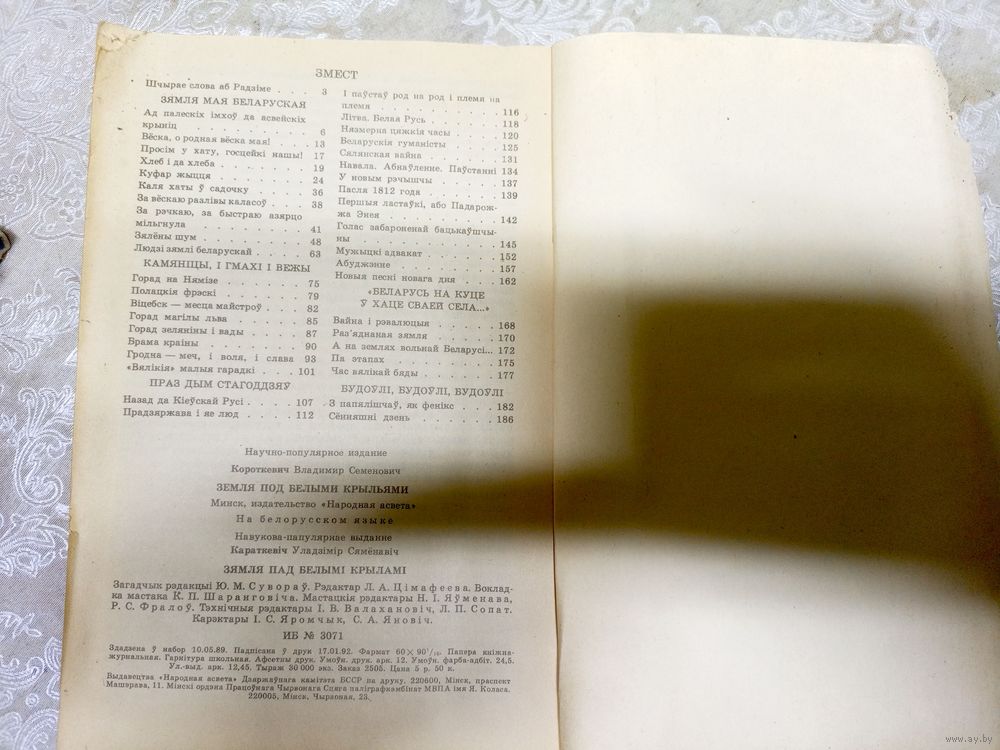 ЗМЕСТ
Шчырае слова аб Радзіме . . . 3
ЗЯМЛЯ МАЯ БЕЛАРУСКАЯ
Ад палескіх імхоў да асвейскіх
крыніц . . . . . . . . . . 6
Вёска, о родная вёска мая! . . . 13
Просім у хату, госцейкі нашы! 17
Хлеб і да хлеба . . . . . . . 19
Куфар жыцця . . . . . . . 24
Каля хаты ў садочку . . . . . 36
За вёскаю разлівы каласоў . . . 38
За рэчкаю, за быстраю азярцо
мільгнула . . . . . . . . . 41
Зялёны шум . . . . . . . . 48
Людзі зямлі беларускай . . . . 63
КАМЯНІЦЫ, І ГМАХІ І ВЕЖЫ
Горад на Нямізе . . . . . . 75
Полацкія фрэскі . . . . . . 79
Віцебск — месца майстроў . . . 82
Горад магілы льва . . . . . 85
Горад зеляніны і вады . . . . 87
Брама краіны . . . . . . . 90
Гродна — меч, і воля, і слава 93
«Вялікія» малыя гарадкі . . . 101
ПРАЗ ДЫМ СТАГОДДЗЯЎ
Назад да Кіеўскай Русі . . . . 107
Прадзяржава і яе люд . . . . 112
І паўстаў род на род і племя на
племя . . . . . . . . . . 116
Літва. Белая Русь . . . . . . 118
Нязмерна цяжкія часы . . . . 120
Беларускія гуманісты . . . . 125
Сялянская вайна . . . . . . 131
Навала. Абнаўленне. Паўстанні 134
У новым рэчышчы . . . . . 137
Пасля 1812 года . . . . . . 139
Першыя ластаўкі, або Падарож-
жа Энея . . . . . . . . . 142
Голас забароненай бацькаўшчы-
ны . . . . . . . . . . . 145
Мужыцкі адвакат . . . . . . 152
Абуджэнне . . . . . . . . 157
Новыя песні новага дня . . . . 162
«БЕЛАРУСЬ НА КУЦЕ
Ў ХАЦЕ СВАЕЙ СЕЛА...»
Вайна і рэвалюцыя . . . . . 168
Раз'яднаная зямля . . . . . 170
А на землях вольнай Беларусі... 172
Па этапах . . . . . . . . 175
Час вялікай бяды . . . . . . 177
БУДОЎЛІ, БУДОЎЛІ, БУДОЎЛІ
З папялішчаў, як фенікс . . . 182
Сённяшні дзень . . . . . . 186
Научно-популярное издание
Короткевич Владимир Семенович
ЗЕМЛЯ ПОД БЕЛЫМИ КРЫЛЬЯМИ
Минск, издательство «Народная асвета»
На белорусском языке
Навукова-папулярнае выданне
Караткевіч Уладзімір Сямёнавіч
ЗЯМЛЯ ПАД БЕЛЫМІ КРЫЛАМІ
Загадчык рэдакцыі Ю. М. Сувораў. Рэдактар Л. А. Цімафеева. Воклад-
ка мастака К. П. Шаранговіча. Мастацкія рэдактары Н. І. Яўменава,
Р. С. Фралоў. Тэхнічныя рэдактары І. В. Валахановіч, Л. П. Сопат.
Карэктары І. С. Яромчык, С. А. Яновіч.
ИБ № 3071
Здадзена ў набор 10.05.89. Падпісана ў друк 17.01.92. Фармат 60×90¹/₁₆. Папера кніжна-
журнальная. Гарнітура школьная. Афсетны друк. Умоўн. друк. арк. 12. Умоўн. фарба-адбіт. 24,5.
Ул.-выд. арк. 12,45. Тыраж 30 000 экз. Заказ 2505. Цана 5 р. 50 к.
Выдавецтва «Народная асвета» Дзяржаўнага камітэта БССР па друку. 220600, Мінск, праспект
Машэрава, 11. Мінскі ордэна Працоўнага Чырвонага Сцяга паліграфкамбінат МВПА імя Я. Коласа.
220005, Мінск, Чырвоная, 23.
www.ay.by